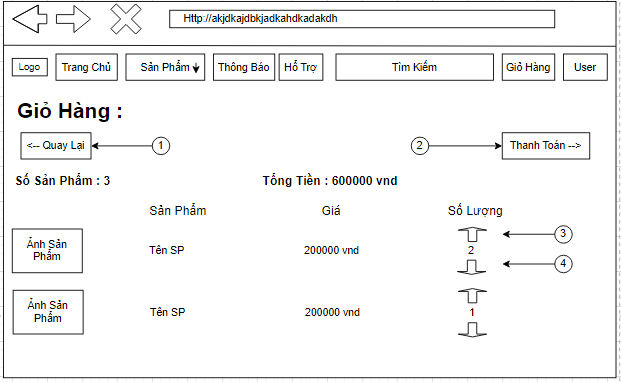 Http://akjdkajdbkjadkahdkadakdh
Logo Trang Chủ Sản Phẩm Thông Báo Hổ Trợ Tìm Kiếm Giỏ Hàng User
Giỏ Hàng :
<-- Quay Lại 1 2 Thanh Toán -->
Số Sản Phẩm : 3 Tổng Tiền : 600000 vnd
Sản Phẩm Giá Số Lượng
3
Ảnh Sản
Phẩm
Tên SP 200000 vnd 2
4
Ảnh Sản
Phẩm
Tên SP 200000 vnd 1